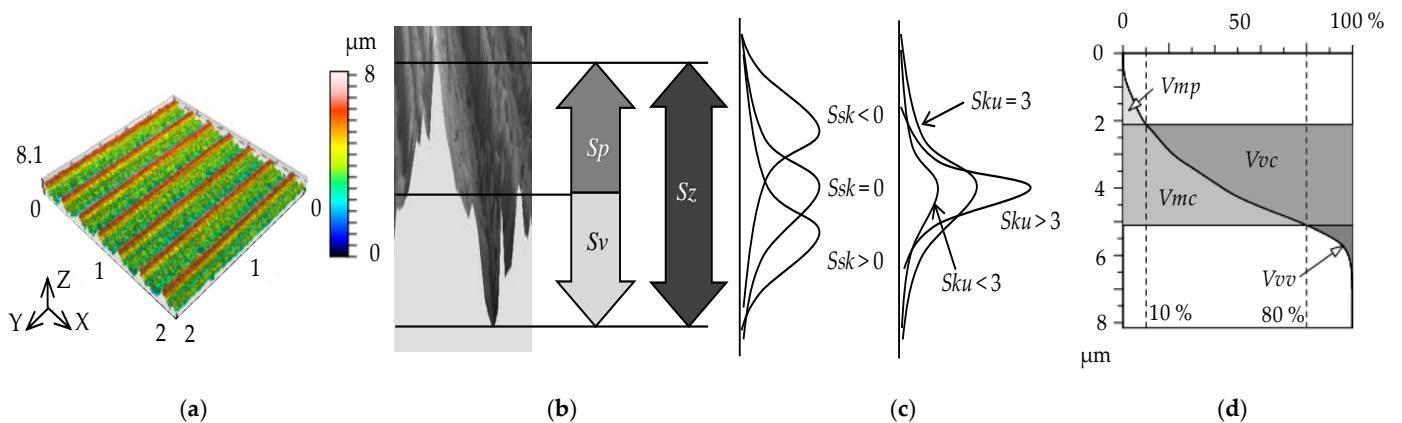 µm
8
8.1
0
0
0
1
1
Z
Y
X
2
2
Sp
Sz
Sv
Ssk < 0
Ssk = 0
Ssk > 0
Sku = 3
Sku > 3
Sku < 3
0 50 100 %
0
2
4
6
8
µm
Vmp
Vvc
Vmc
Vvv
10 %
80 %
(a) (b) (c) (d)